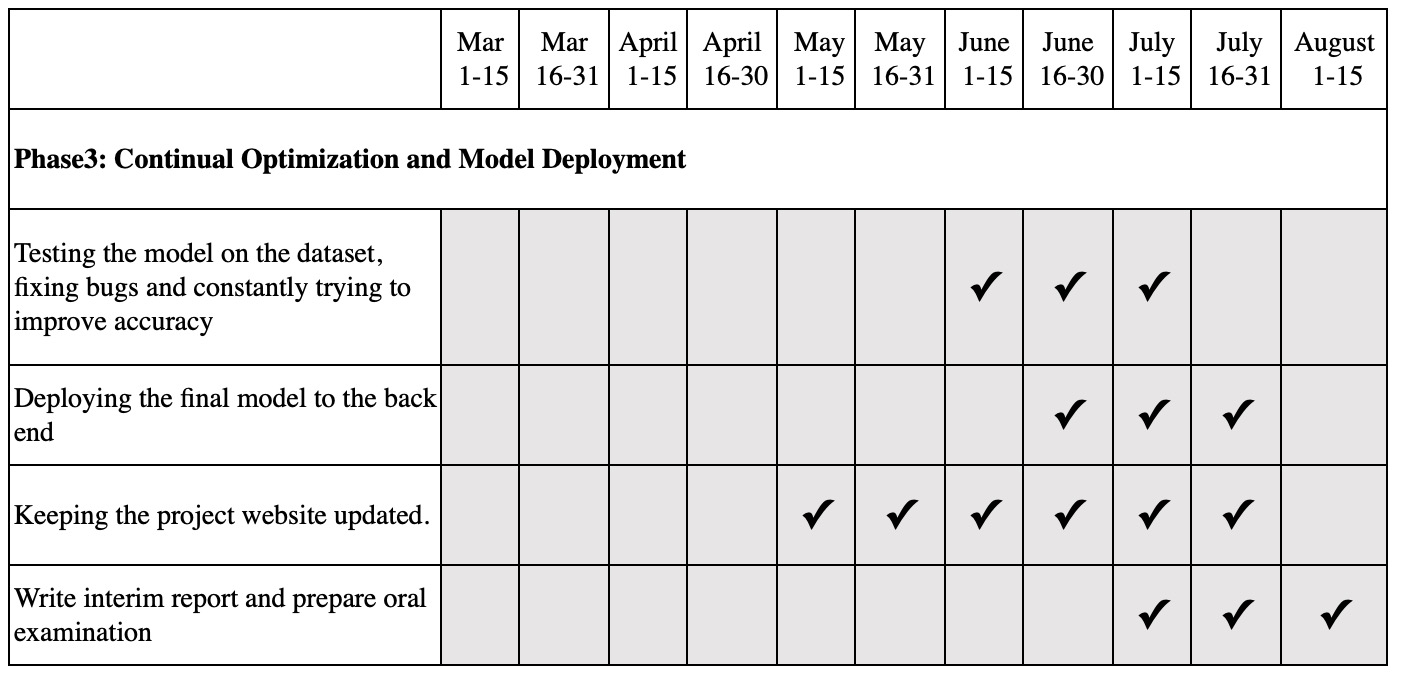 Mar 1-15 Mar 16-31 April 1-15 April 16-30 May 1-15 May 16-31 June 1-15 June 16-30 July 1-15 July 16-31 August 1-15
Phase3: Continual Optimization and Model Deployment
Testing the model on the dataset,
fixing bugs and constantly trying to
improve accuracy
✓ ✓ ✓
Deploying the final model to the back
end
✓ ✓ ✓
Keeping the project website updated.
✓ ✓ ✓ ✓ ✓ ✓
Write interim report and prepare oral
examination
✓ ✓ ✓